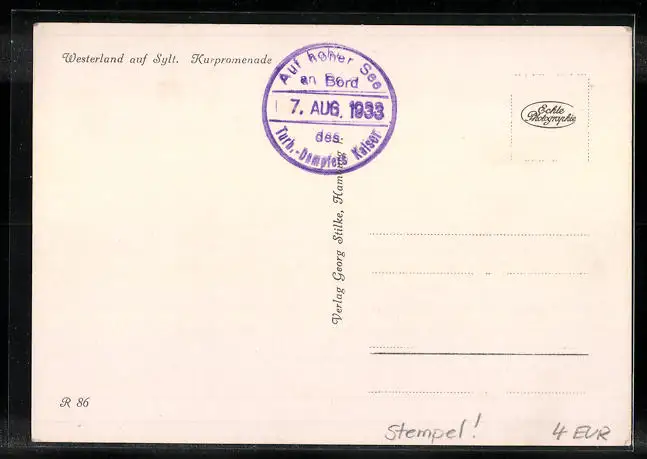 Westerland auf Sylt. Kurpromenade
Auf hoher See
an Bord
7. AUG. 1933
des
Turb.-Dampfers Kaiser
Echte
Photographie
Verlag Georg Stilke, Hamburg
R 86
Stempel!
4 EUR